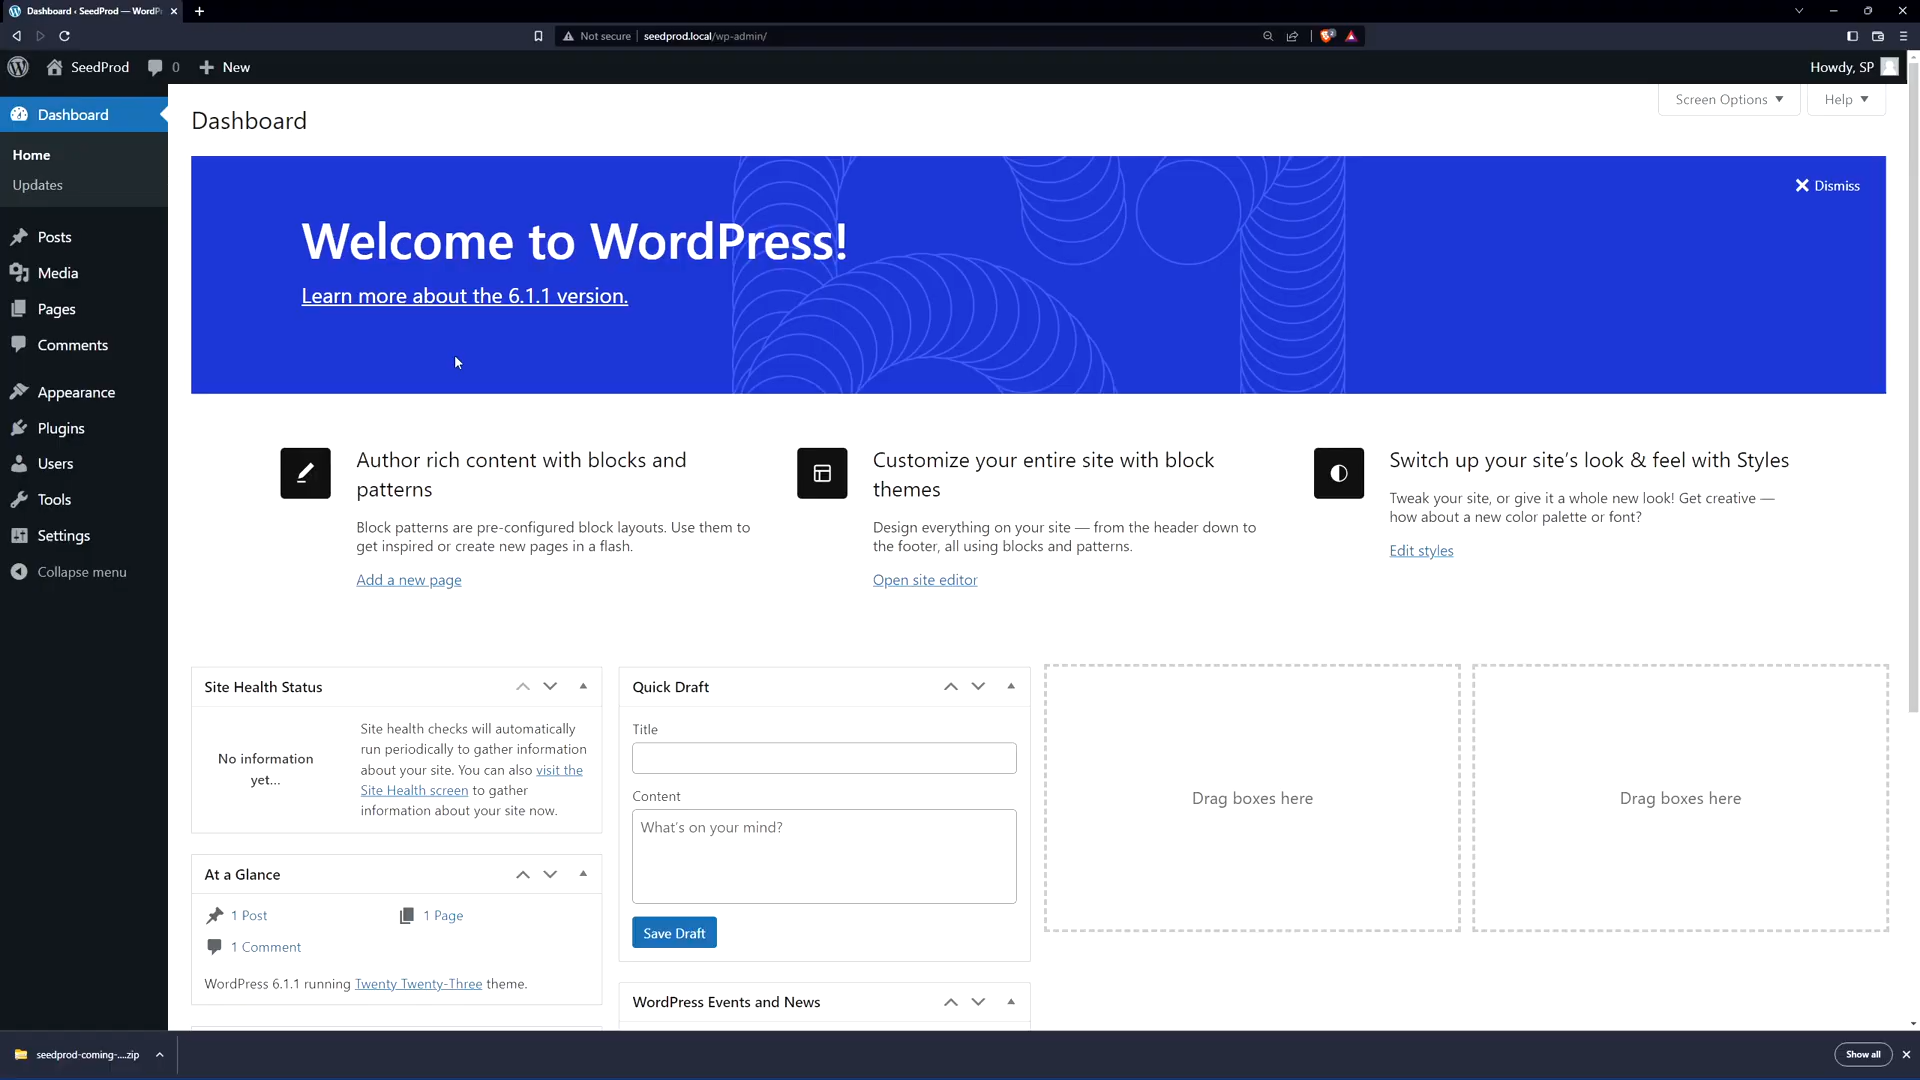 Dashboard ‹ SeedProd — WordPr
Not secure
seedprod.local/wp-admin/
SeedProd
0
New
Howdy, SP
Dashboard
Home
Updates
Posts
Media
Pages
Comments
Appearance
Plugins
Users
Tools
Settings
Collapse menu
Screen Options
Help
Dashboard
Dismiss
Welcome to WordPress!
Learn more about the 6.1.1 version.
Author rich content with blocks and
patterns
Block patterns are pre-configured block layouts. Use them to
get inspired or create new pages in a flash.
Add a new page
Customize your entire site with block
themes
Design everything on your site — from the header down to
the footer, all using blocks and patterns.
Open site editor
Switch up your site’s look & feel with Styles
Tweak your site, or give it a whole new look! Get creative —
how about a new color palette or font?
Edit styles
Site Health Status
No information
yet...
Site health checks will automatically
run periodically to gather information
about your site. You can also visit the
Site Health screen to gather
information about your site now.
At a Glance
1 Post
1 Page
1 Comment
WordPress 6.1.1 running Twenty Twenty-Three theme.
Quick Draft
Title
Content
What’s on your mind?
Save Draft
WordPress Events and News
Drag boxes here
Drag boxes here
seedprod-coming-....zip
Show all